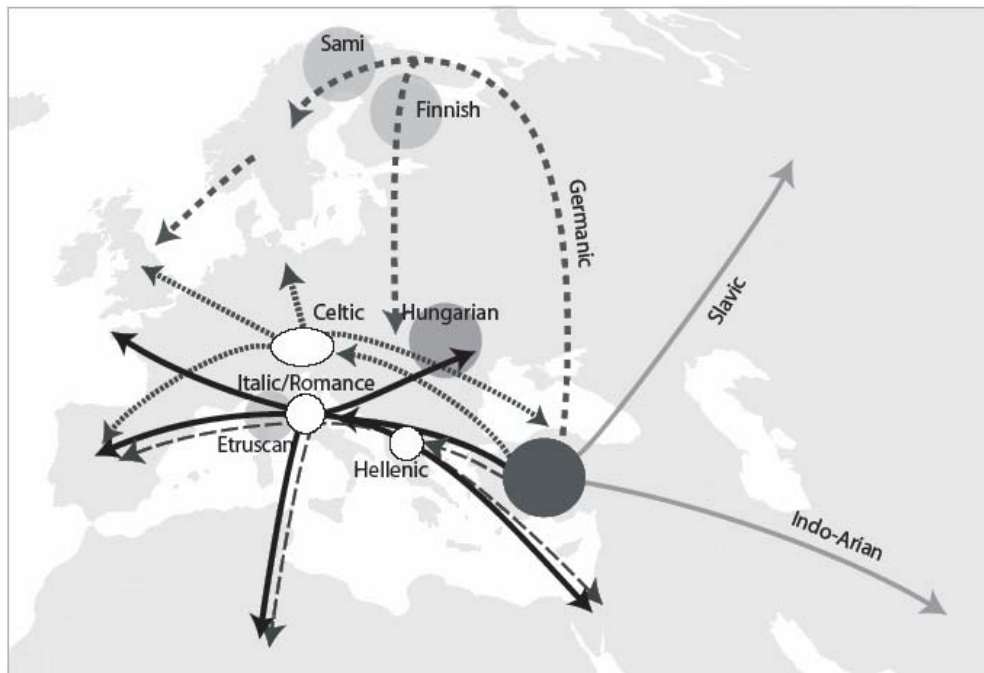 Sami
Finnish
Germanic
Slavic
Celtic
Hungarian
Italic/Romance
Etruscan
Hellenic
Indo-Arian